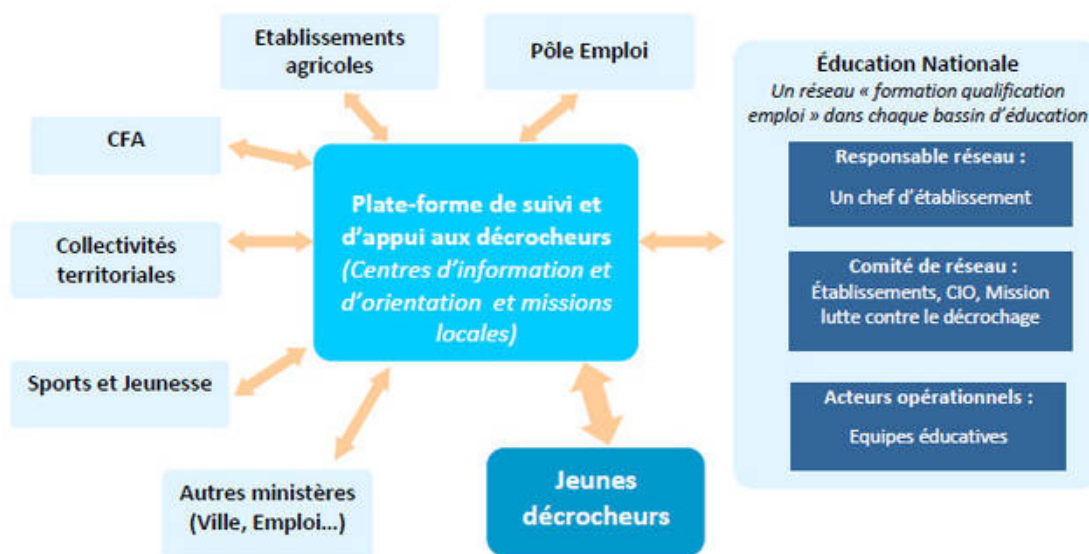 Etablissements
agricoles
Pôle Emploi
CFA
Collectivités
territoriales
Sports et Jeunesse
Autres ministères
(Ville, Emploi...)
Plate-forme de suivi et
d'appui aux décrocheurs
(Centres d'information et
d'orientation et missions
locales)
Jeunes
décrocheurs
Éducation Nationale
Un réseau « formation qualification
emploi » dans chaque bassin d'éducation
Responsable réseau :
Un chef d'établissement
Comité de réseau :
Établissements, CIO, Mission
lutte contre le décrochage
Acteurs opérationnels :
Equipes éducatives